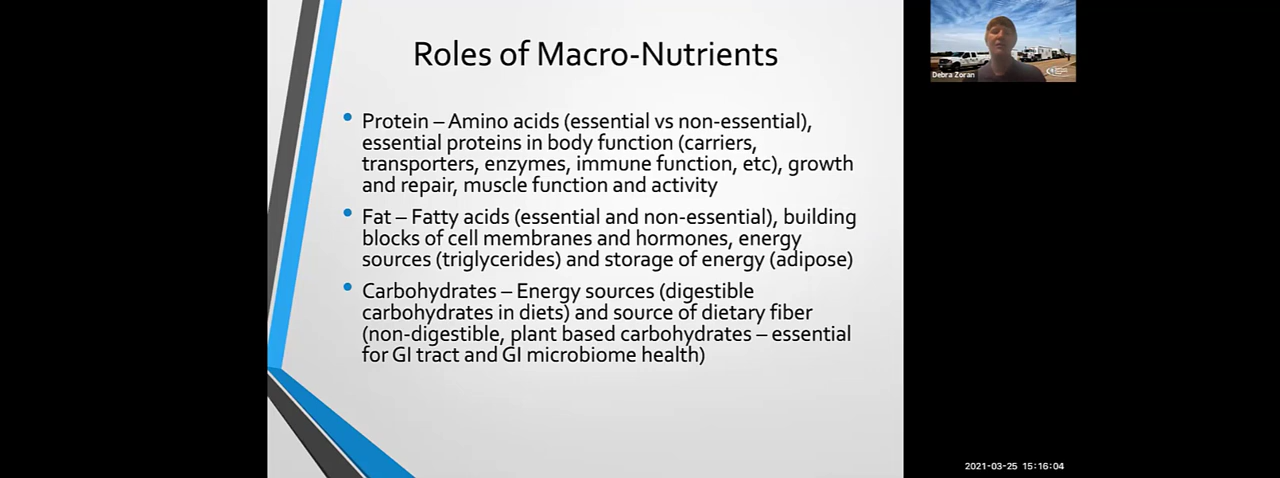 Roles of Macro-Nutrients
• Protein – Amino acids (essential vs non-essential),
essential proteins in body function (carriers,
transporters, enzymes, immune function, etc), growth
and repair, muscle function and activity
• Fat – Fatty acids (essential and non-essential), building
blocks of cell membranes and hormones, energy
sources (triglycerides) and storage of energy (adipose)
• Carbohydrates – Energy sources (digestible
carbohydrates in diets) and source of dietary fiber
(non-digestible, plant based carbohydrates – essential
for GI tract and GI microbiome health)
Debra Zoran
2021-03-25 15:16:04